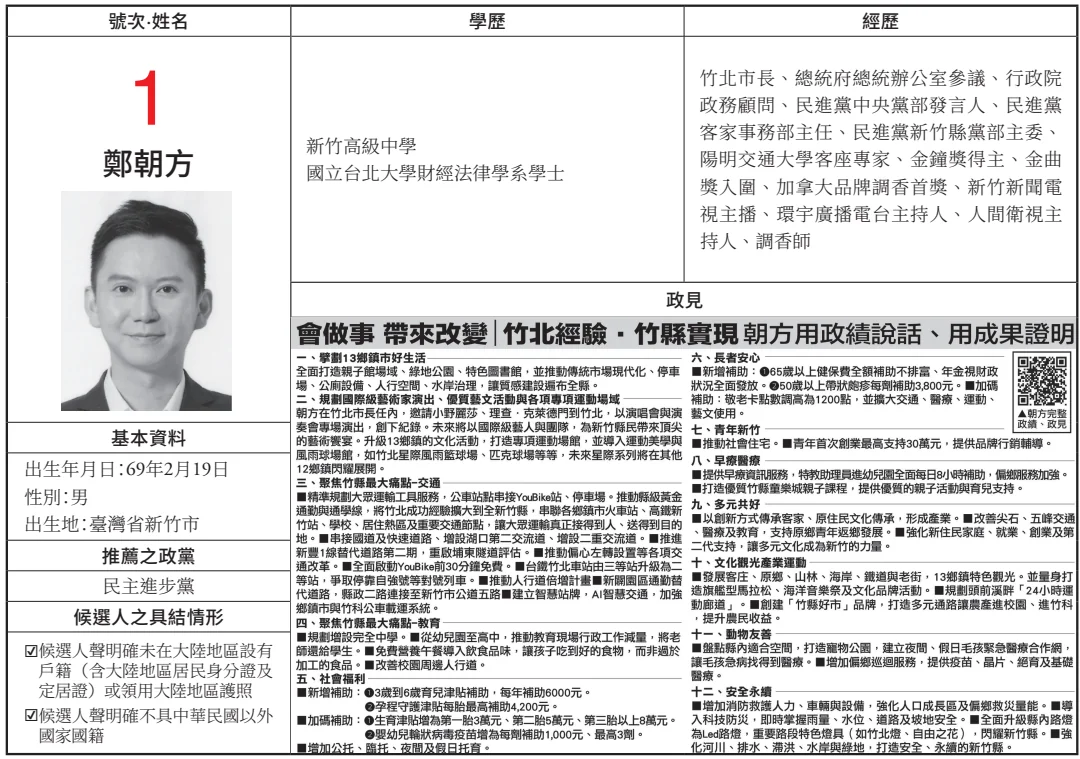 號次·姓名
1
鄭朝方
基本資料
出生年月日：69年2月19日
性別：男
出生地：臺灣省新竹市
推薦之政黨
民主進步黨
候選人之具結情形
☑候選人聲明確未在大陸地區設有
戶籍（含大陸地區居民身分證及
定居證）或領用大陸地區護照
☑候選人聲明確不具中華民國以外
國家國籍
學歷
新竹高級中學
國立台北大學財經法律學系學士
經歷
竹北市長、總統府總統辦公室參議、行政院
政務顧問、民進黨中央黨部發言人、民進黨
客家事務部主任、民進黨新竹縣黨部主委、
陽明交通大學客座專家、金鐘獎得主、金曲
獎入圍、加拿大品牌調香首獎、新竹新聞電
視主播、環宇廣播電台主持人、人間衛視主
持人、調香師
政見
會做事 帶來改變｜竹北經驗．竹縣實現 朝方用政績說話、用成果證明
一、擘劃13鄉鎮市好生活
全面打造親子館場域、綠地公園、特色圖書館，並推動傳統市場現代化、停車
場、公廁設備、人行空間、水岸治理，讓質感建設遍布全縣。
二、規劃國際級藝術家演出、優質藝文活動與各項專項運動場域
朝方在竹北市長任內，邀請小野麗莎、理查．克萊德門到竹北，以演唱會與演
奏會專場演出，創下紀錄。未來將以國際級藝人與團隊，為新竹縣民帶來頂尖
的藝術饗宴。升級13鄉鎮的文化活動，打造專項運動場館，並導入運動美學與
風雨球場館，如竹北星際風雨籃球場、匹克球場等等，未來星際系列將在其他
12鄉鎮閃耀展開。
三、聚焦竹縣最大痛點-交通
■精準規劃大眾運輸工具服務，公車站點串接YouBike站、停車場。推動縣級黃金
通勤與通學線，將竹北成功經驗擴大到全新竹縣，串聯各鄉鎮市火車站、高鐵新
竹站、學校、居住熱區及重要交通節點，讓大眾運輸真正接得到人、送得到目的
地。■串接國道及快速道路、增設湖口第二交流道、增設二重交流道。■推進
新豐1線替代道路第二期，重啟埔東隧道評估。■推動偏心左轉設置等各項交
通改革。■全面啟動YouBike前30分鐘免費。■台鐵竹北車站由三等站升級為二
等站，爭取停靠自強號等對號列車。■推動人行道倍增計畫■新開園區通勤替
代道路，縣政二路連接至新竹市公道五路■建立智慧站牌，AI智慧交通，加強
鄉鎮市與竹科公車載運系統。
四、聚焦竹縣最大痛點-教育
■規劃增設完全中學。■從幼兒園至高中，推動教育現場行政工作減量，將老
師還給學生。■免費營養午餐導入飲食品味，讓孩子吃到好的食物，而非過於
加工的食品。■改善校園周邊人行道。
五、社會福利
■新增補助：❶3歲到6歲育兒津貼補助，每年補助6000元。
❷孕程守護津貼每胎最高補助4,200元。
■加碼補助：❶生育津貼增為第一胎3萬元、第二胎5萬元、第三胎以上8萬元。
❷嬰幼兒輪狀病毒疫苗增為每劑補助1,000元、最高3劑。
■增加公托、臨托、夜間及假日托育。
六、長者安心
■新增補助：❶65歲以上健保費全額補助不排富、年金視財政
狀況全面發放。❷50歲以上帶狀皰疹每劑補助3,800元。■加碼
補助：敬老卡點數調高為1200點，並擴大交通、醫療、運動、
藝文使用。
▲朝方完整
政績、政見
七、青年新竹
■推動社會住宅。■青年首次創業最高支持30萬元，提供品牌行銷輔導。
八、早療醫療
■提供早療資訊服務，特教助理員進幼兒園全面每日8小時補助，偏鄉服務加強。
■打造優質竹縣童樂城親子課程，提供優質的親子活動與育兒支持。
九、多元共好
■以創新方式傳承客家、原住民文化傳承，形成產業。■改善尖石、五峰交通
、醫療及教育，支持原鄉青年返鄉發展。■強化新住民家庭、就業、創業及第
二代支持，讓多元文化成為新竹的力量。
十、文化觀光產業運動
■發展客庄、原鄉、山林、海岸、鐵道與老街，13鄉鎮特色觀光。並量身打
造旗艦型馬拉松、海洋音樂祭及文化品牌活動。■規劃頭前溪畔「24小時運
動廊道」。■創建「竹縣好市」品牌，打造多元通路讓農產進校園、進竹科
，提升農民收益。
十一、動物友善
■盤點縣內適合空間，打造寵物公園，建立夜間、假日毛孩緊急醫療合作網，
讓毛孩急病找得到醫療。■增加偏鄉巡迴服務，提供疫苗、晶片、絕育及基礎
醫療。
十二、安全永續
■增加消防救護人力、車輛與設備，強化人口成長區及偏鄉救災量能。■導
入科技防災，即時掌握雨量、水位、道路及坡地安全。■全面升級縣內路燈
為Led路燈，重要路段特色燈具（如竹北燈、自由之花），閃耀新竹縣。■強
化河川、排水、滯洪、水岸與綠地，打造安全、永續的新竹縣。